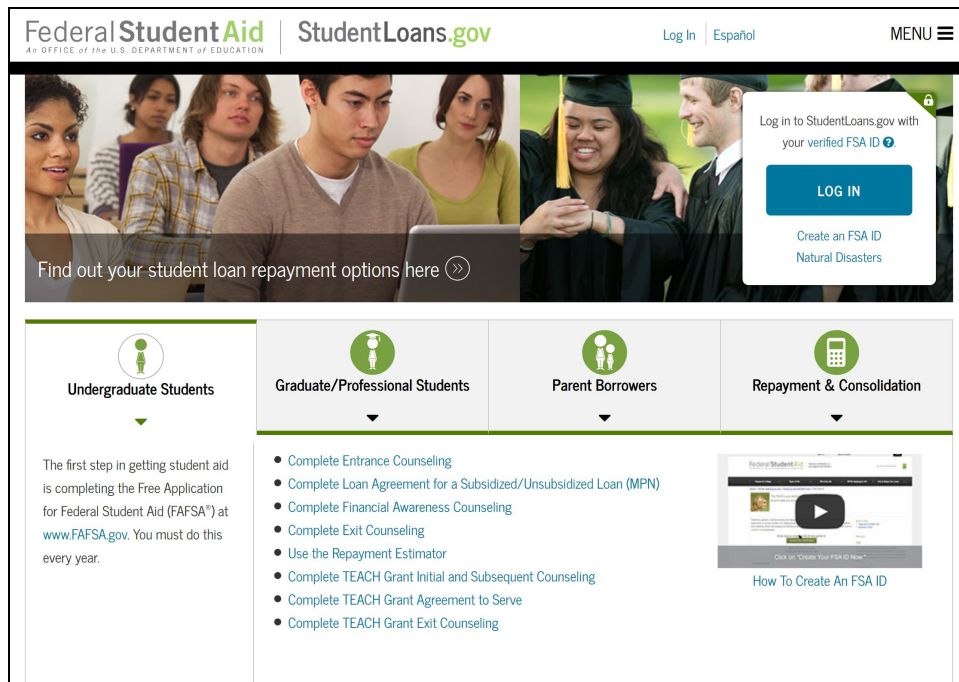 Federal Student Aid
StudentLoans.gov
An OFFICE of the U.S. DEPARTMENT of EDUCATION
Log In
Español
MENU
Log in to StudentLoans.gov with
your verified FSA ID
LOG IN
Create an FSA ID
Natural Disasters
Find out your student loan repayment options here
Undergraduate Students
Graduate/Professional Students
Parent Borrowers
Repayment & Consolidation
The first step in getting student aid
is completing the Free Application
for Federal Student Aid (FAFSA®) at
www.FAFSA.gov. You must do this
every year.
Complete Entrance Counseling
Complete Loan Agreement for a Subsidized/Unsubsidized Loan (MPN)
Complete Financial Awareness Counseling
Complete Exit Counseling
Use the Repayment Estimator
Complete TEACH Grant Initial and Subsequent Counseling
Complete TEACH Grant Agreement to Serve
Complete TEACH Grant Exit Counseling
Federal Student Aid
Click on "Create Your FSA ID Now."
How To Create An FSA ID